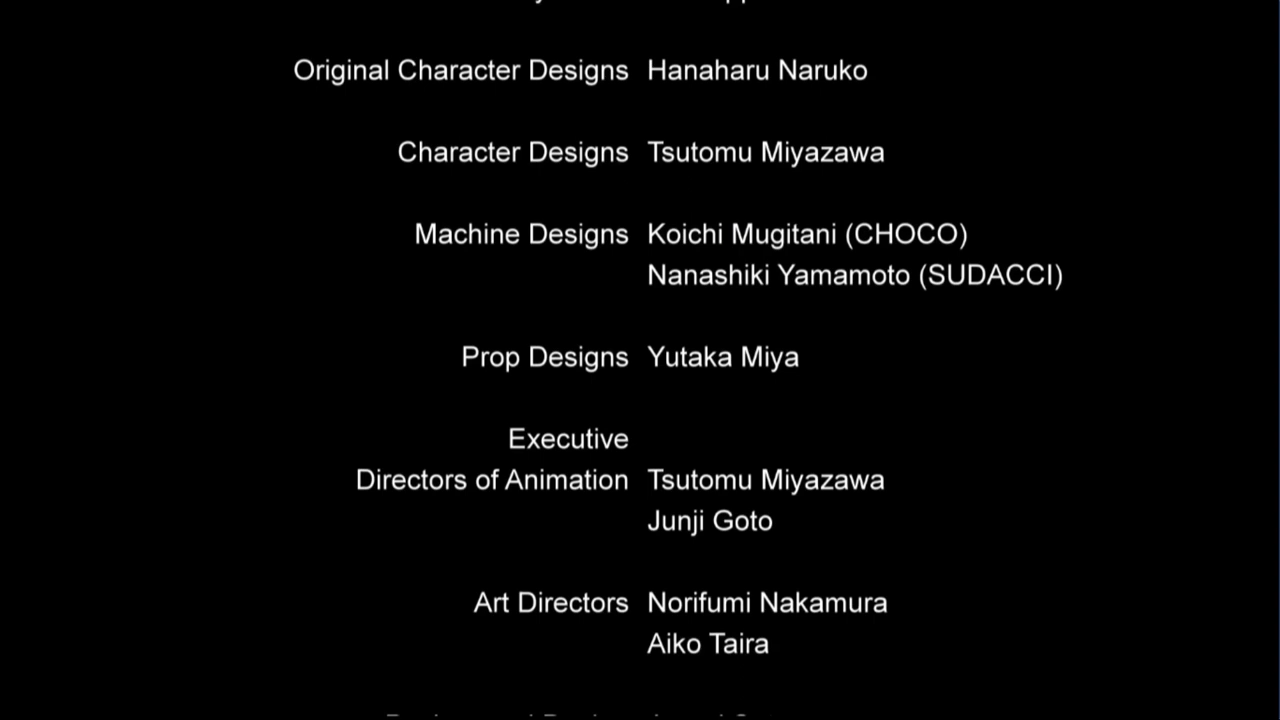 Original Character Designs Hanaharu Naruko
Character Designs Tsutomu Miyazawa
Machine Designs Koichi Mugitani (CHOCO)
Nanashiki Yamamoto (SUDACCI)
Prop Designs Yutaka Miya
Executive
Directors of Animation Tsutomu Miyazawa
Junji Goto
Art Directors Norifumi Nakamura
Aiko Taira